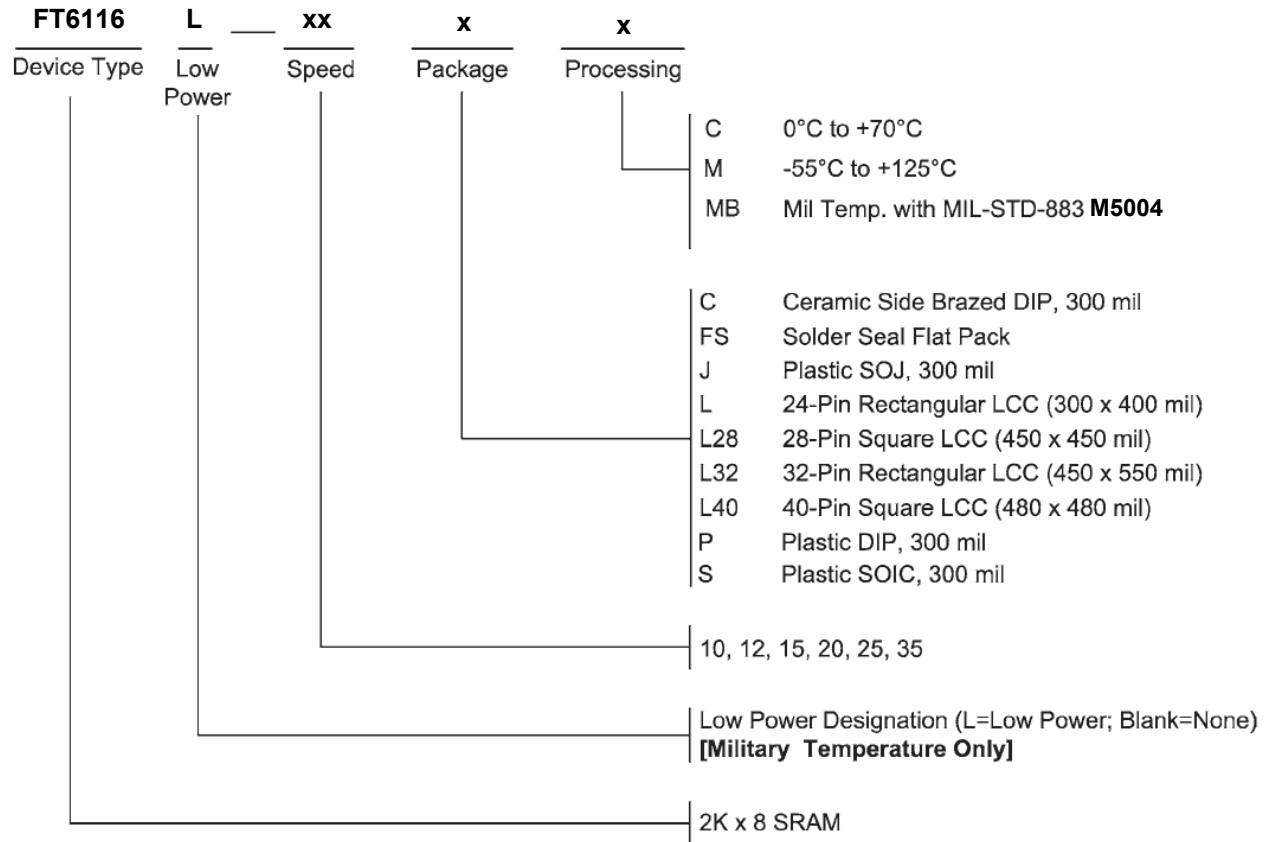 FT6116 L __ xx x x
Device Type Low Power Speed Package Processing
C 0°C to +70°C
M -55°C to +125°C
MB Mil Temp. with MIL-STD-883 M5004
C Ceramic Side Brazed DIP, 300 mil
FS Solder Seal Flat Pack
J Plastic SOJ, 300 mil
L 24-Pin Rectangular LCC (300 x 400 mil)
L28 28-Pin Square LCC (450 x 450 mil)
L32 32-Pin Rectangular LCC (450 x 550 mil)
L40 40-Pin Square LCC (480 x 480 mil)
P Plastic DIP, 300 mil
S Plastic SOIC, 300 mil
10, 12, 15, 20, 25, 35
Low Power Designation (L=Low Power; Blank=None)
[Military Temperature Only]
2K x 8 SRAM